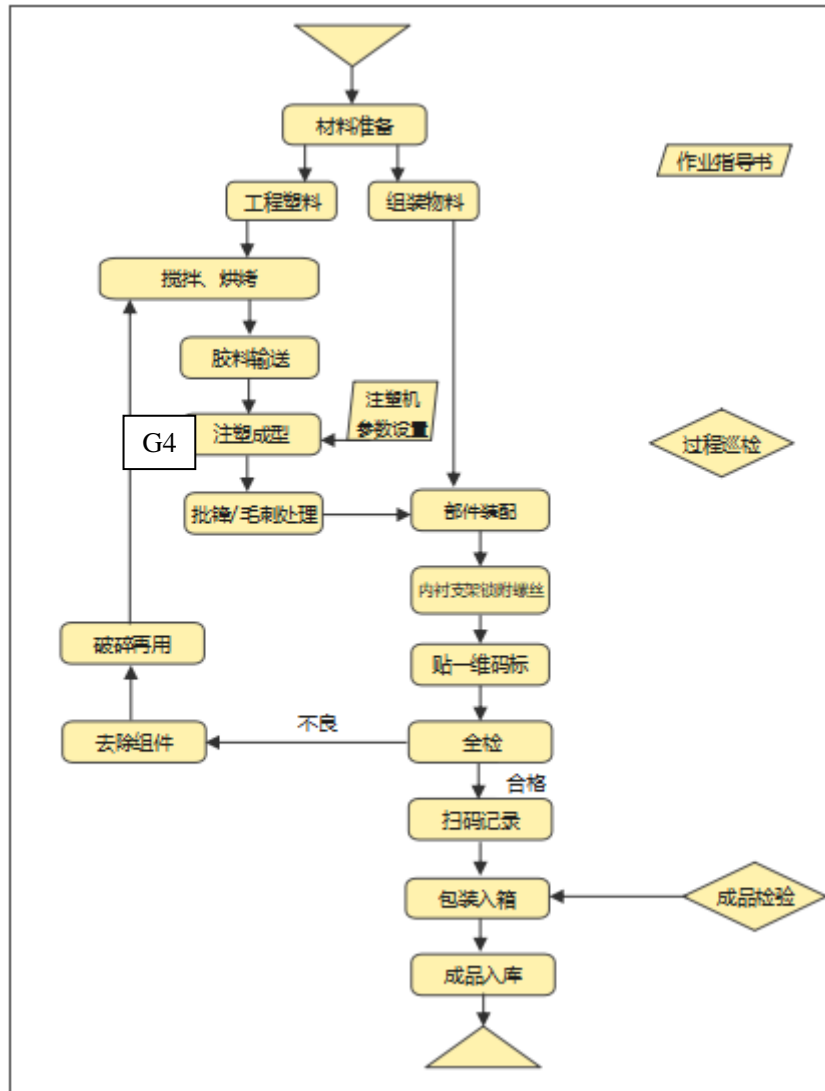 材料准备
作业指导书
工程塑料
组装物料
搅拌、烘烤
胶料输送
注塑机
参数设置
G4
注塑成型
过程巡检
批锋/毛刺处理
部件装配
内衬支架锁附螺丝
破碎再用
贴一维码标
不良
去除组件
全检
合格
扫码记录
包装入箱
成品检验
成品入库